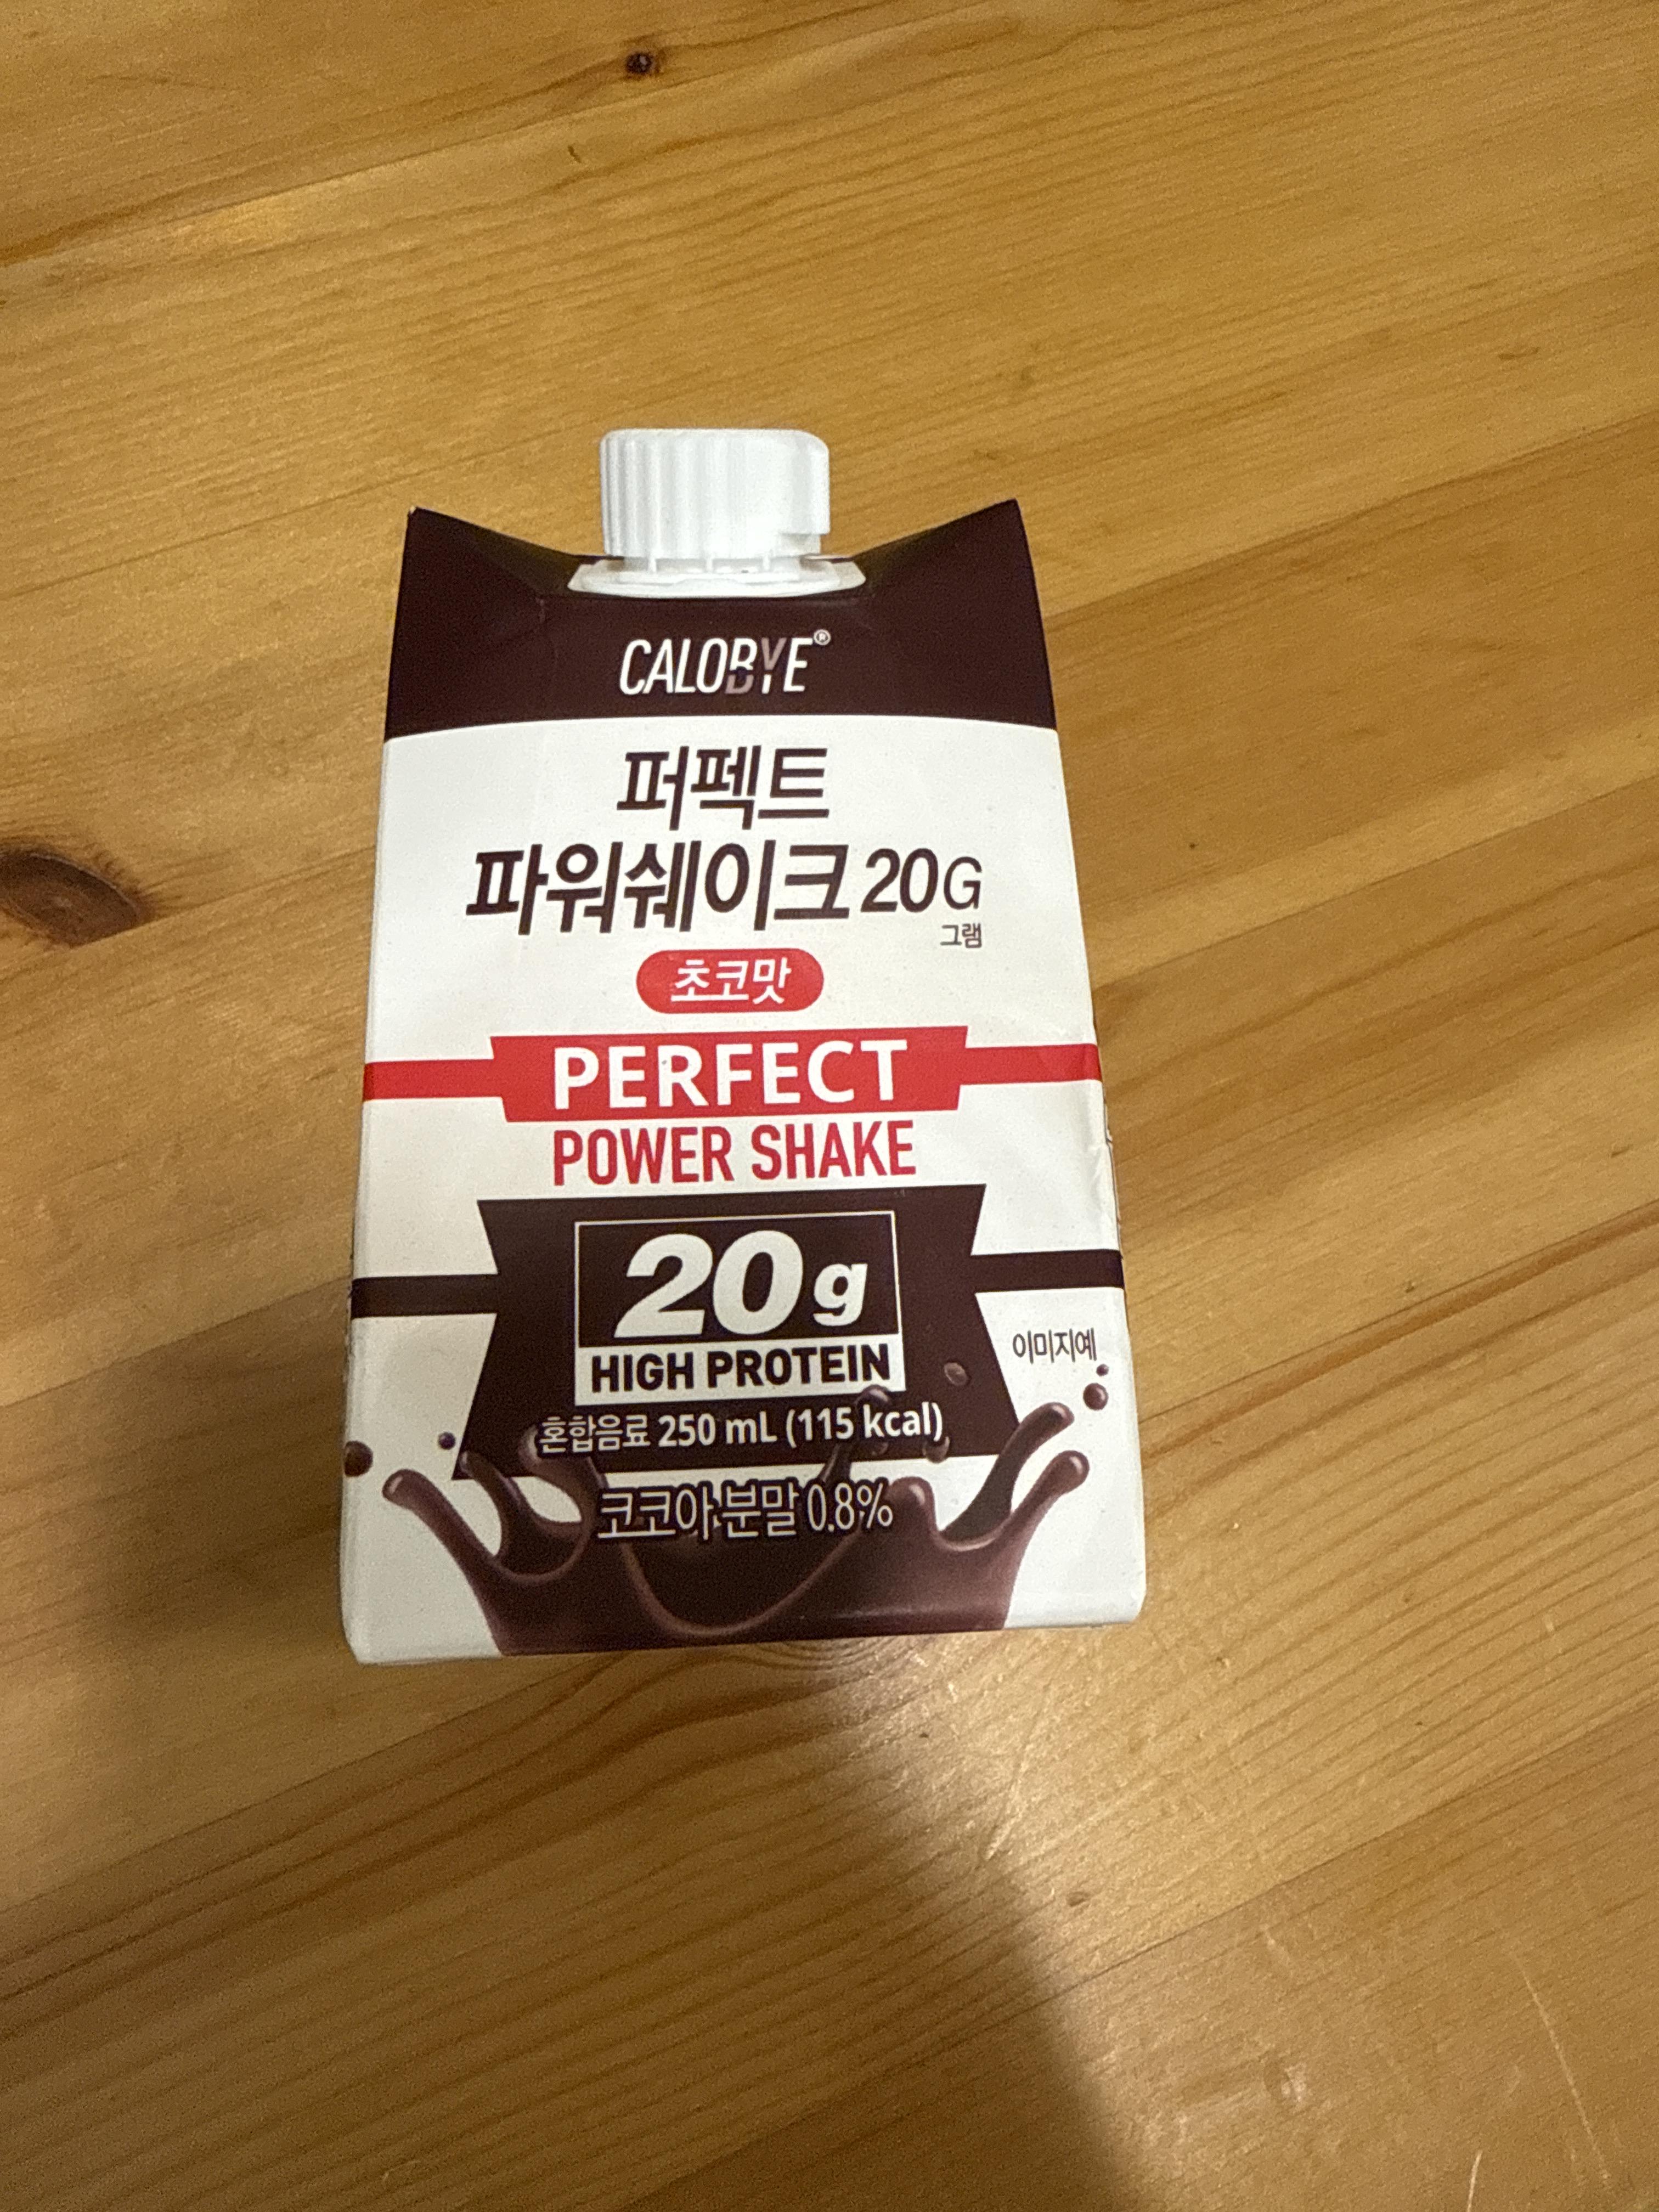 CALOBYE®
퍼펙트
파워쉐이크 20G
그램
초코맛
PERFECT
POWER SHAKE
20g
HIGH PROTEIN
이미지예
혼합음료 250 mL (115 kcal)
코코아분말 0.8%